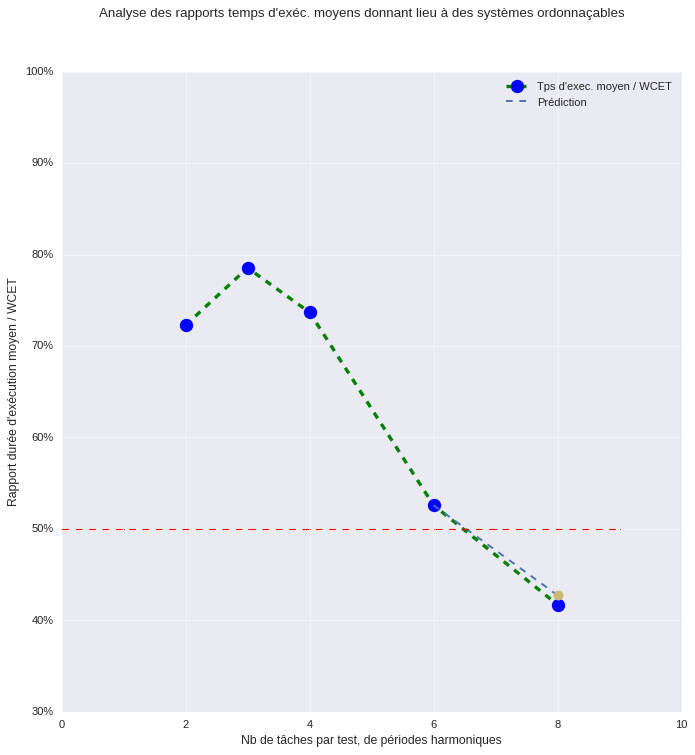 Analyse des rapports temps d'exéc. moyens donnant lieu à des systèmes ordonnaçables
100%
90%
80%
70%
60%
50%
40%
30%
Rapport durée d'exécution moyen / WCET
Tps d'exec. moyen / WCET
Prédiction
0
2
4
6
8
10
Nb de tâches par test, de périodes harmoniques